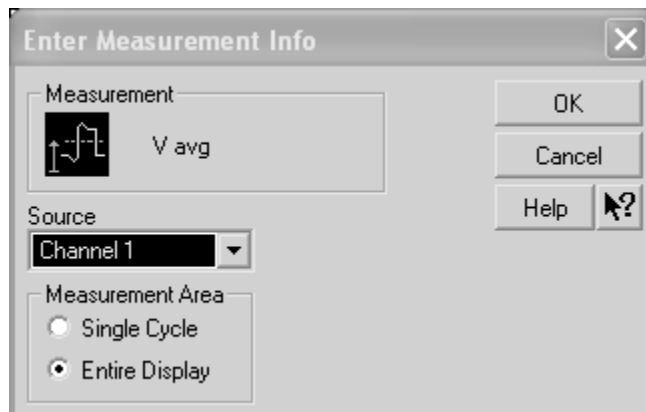 Enter Measurement Info
Measurement
V avg
OK
Cancel
Help
Source
Channel 1
Measurement Area
Single Cycle
Entire Display